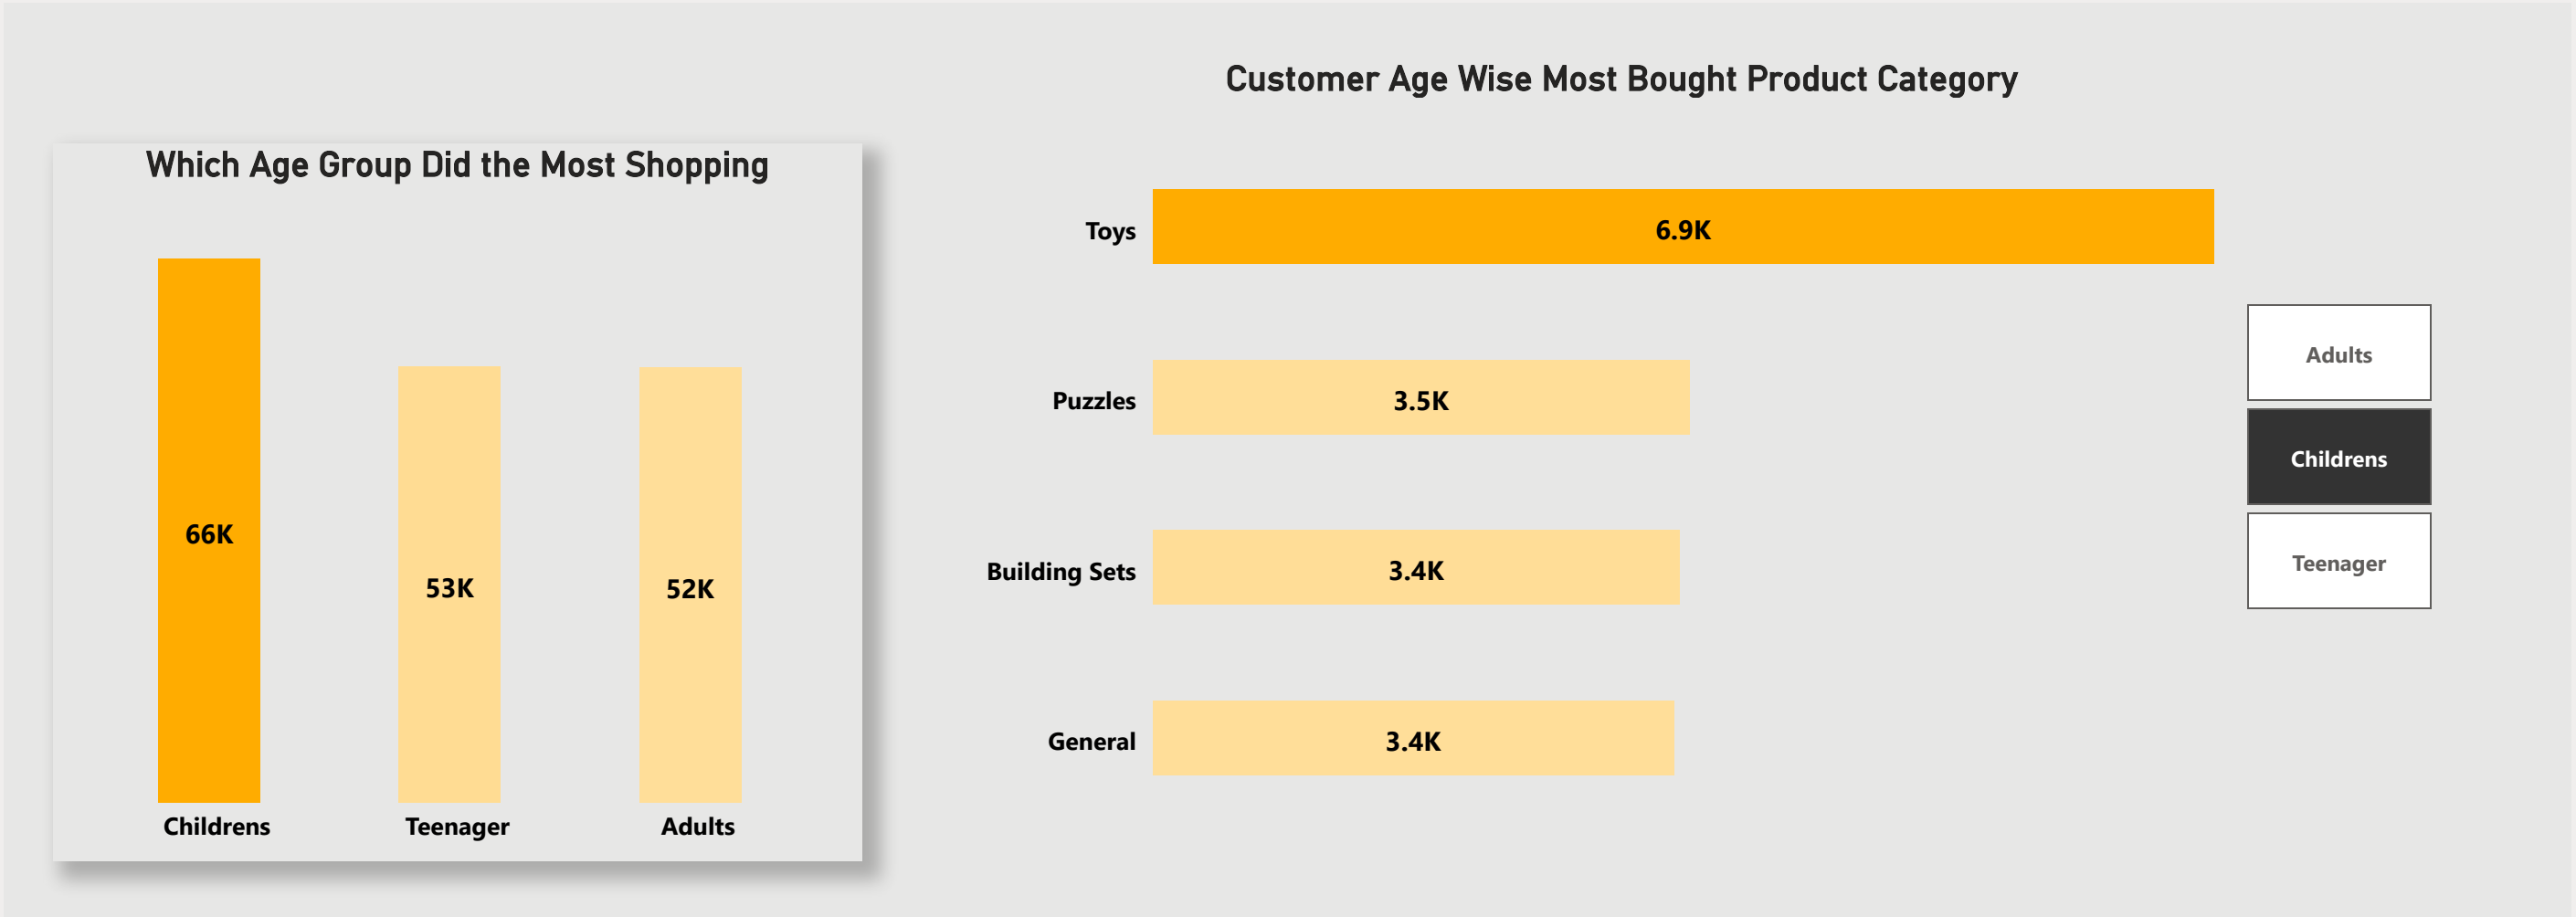 Which Age Group Did the Most Shopping
66K
53K
52K
Childrens
Teenager
Adults
Customer Age Wise Most Bought Product Category
Toys
6.9K
Puzzles
3.5K
Building Sets
3.4K
General
3.4K
Adults
Childrens
Teenager